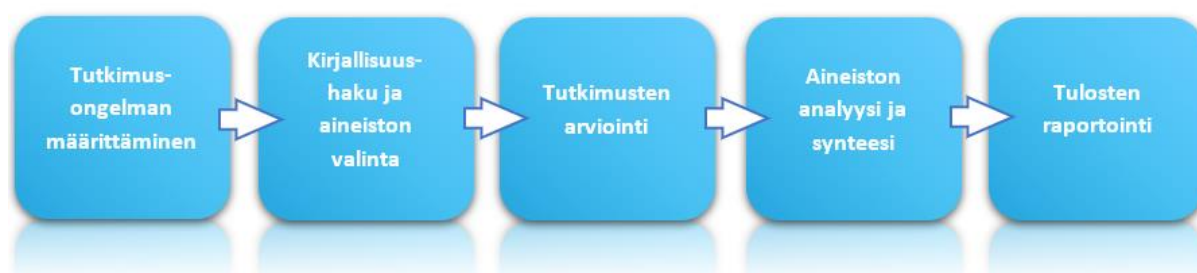 Tutkimus-
ongelman
määrittäminen
Kirjallisuus-
haku ja
aineiston
valinta
Tutkimusten
arviointi
Aineiston
analyysi ja
synteesi
Tulosten
raportointi